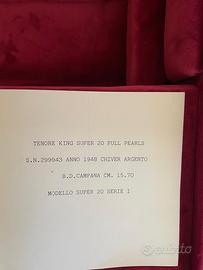 TENORE KING SUPER 20 FULL PEARLS
S.N.299943 ANNO 1948 CHIVER ARGENTO
B.D.CAMPANA CM. 15.70
MODELLO SUPER 20 SERIE I
subito